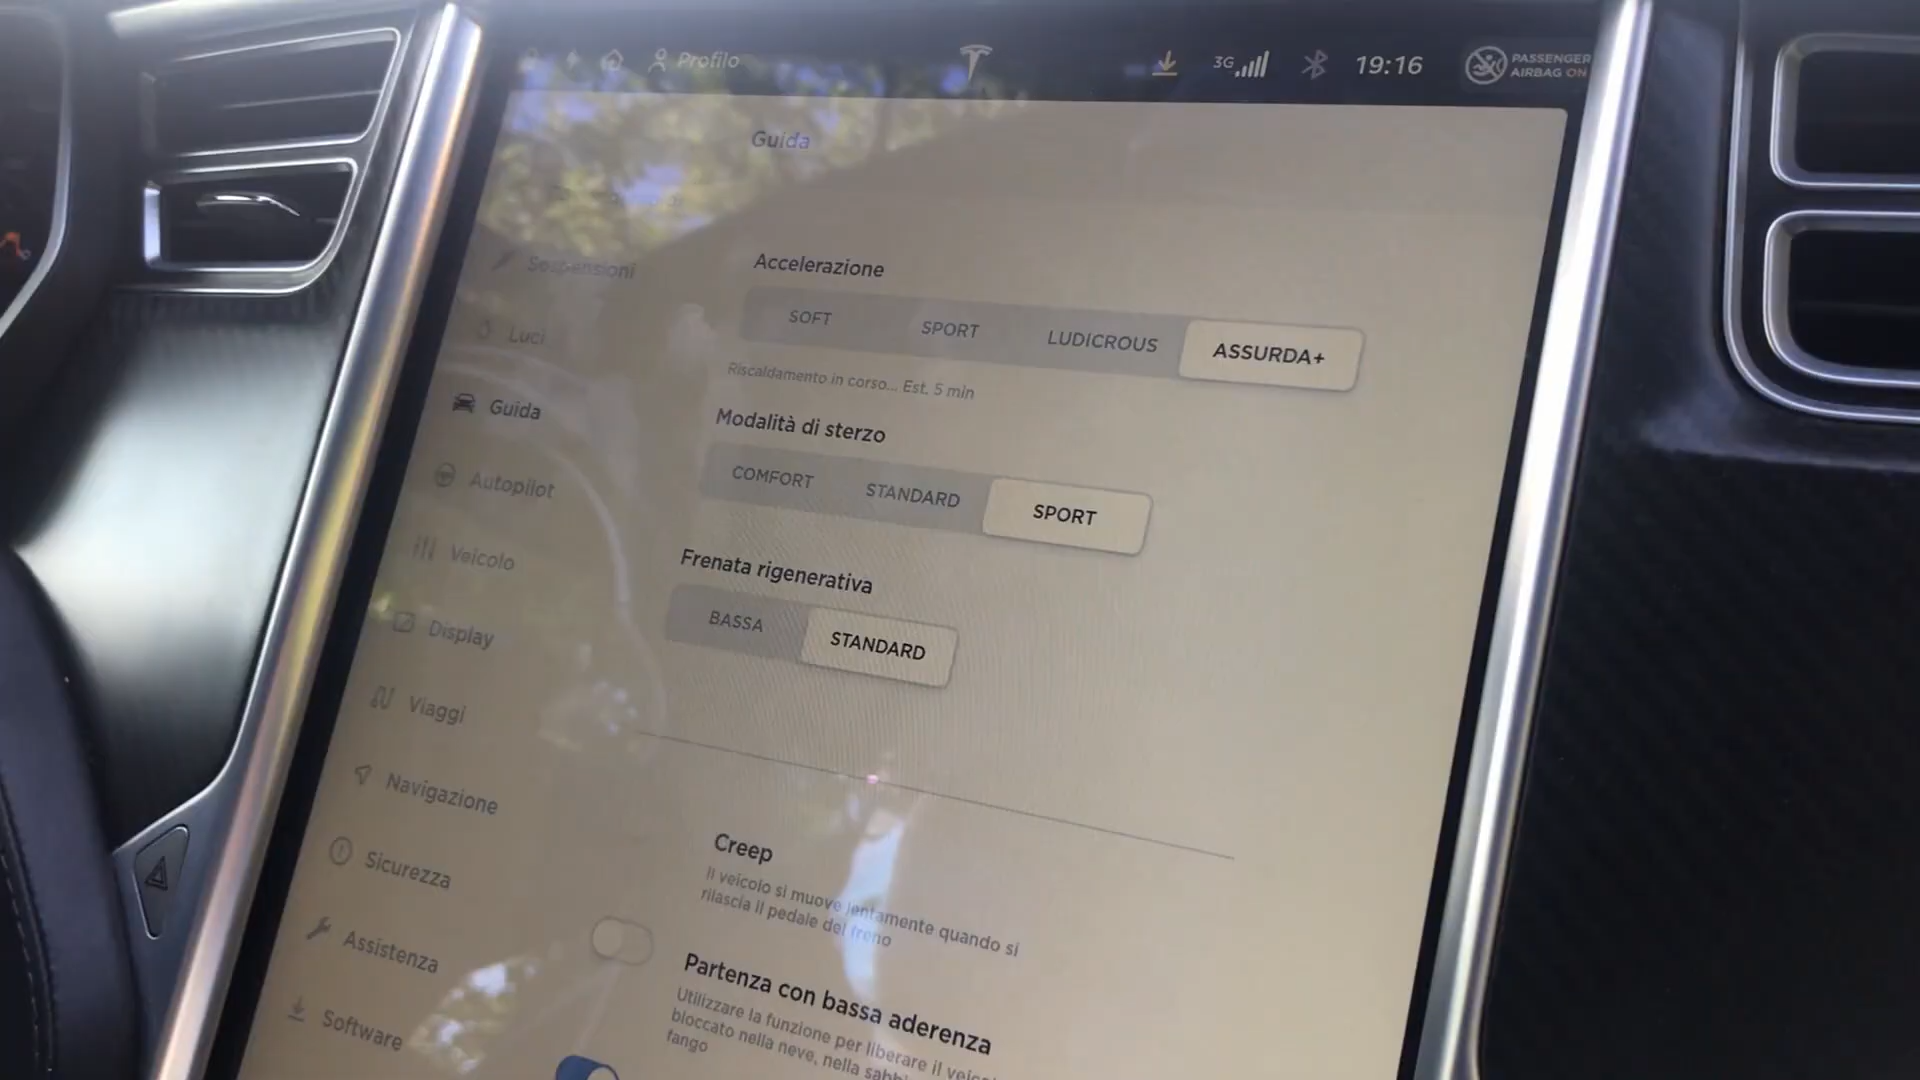 Profilo
3G
19:16
PASSENGER
AIRBAG ON
Guida
Sospensioni
Luci
Guida
Autopilot
Veicolo
Display
Viaggi
Navigazione
Sicurezza
Assistenza
Software
Accelerazione
SOFT SPORT LUDICROUS ASSURDA+
Riscaldamento in corso... Est. 5 min
Modalità di sterzo
COMFORT STANDARD SPORT
Frenata rigenerativa
BASSA STANDARD
Creep
Il veicolo si muove lentamente quando si
rilascia il pedale del freno
Partenza con bassa aderenza
Utilizzare la funzione per liberare il
bloccato nella neve, nella
fango